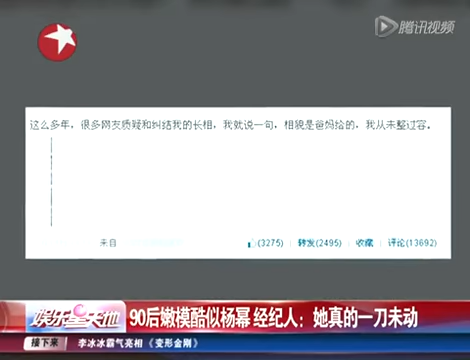 腾讯视频
这么多年，很多网友质疑和纠结我的长相，我就说一句，相貌是爸妈给的，我从未整过容。
来自
(3275) 转发(2495) 收藏 评论(13692)
娱乐星天地
90后嫩模酷似杨幂 经纪人：她真的一刀未动
接下来 李冰冰霸气亮相《变形金刚》